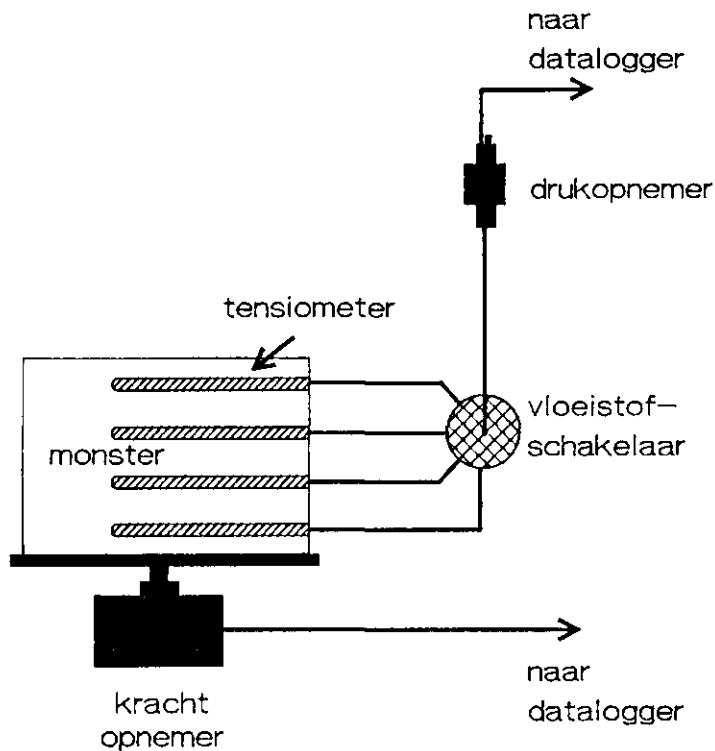 naar
datalogger
drukopnemer
tensiometer
vloeistof-
schakelaar
monster
naar
datalogger
kracht
opnemer